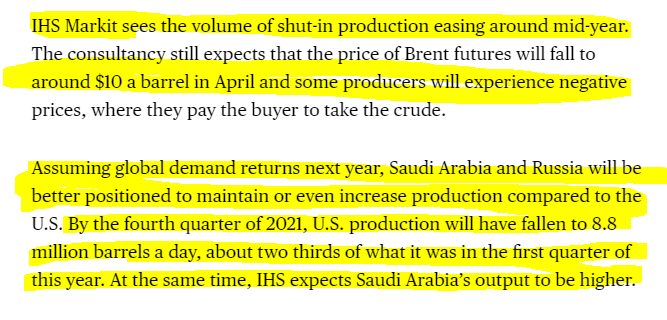 IHS Markit sees the volume of shut-in production easing around mid-year.
The consultancy still expects that the price of Brent futures will fall to
around $10 a barrel in April and some producers will experience negative
prices, where they pay the buyer to take the crude.
Assuming global demand returns next year, Saudi Arabia and Russia will be
better positioned to maintain or even increase production compared to the
U.S. By the fourth quarter of 2021, U.S. production will have fallen to 8.8
million barrels a day, about two thirds of what it was in the first quarter of
this year. At the same time, IHS expects Saudi Arabia’s output to be higher.